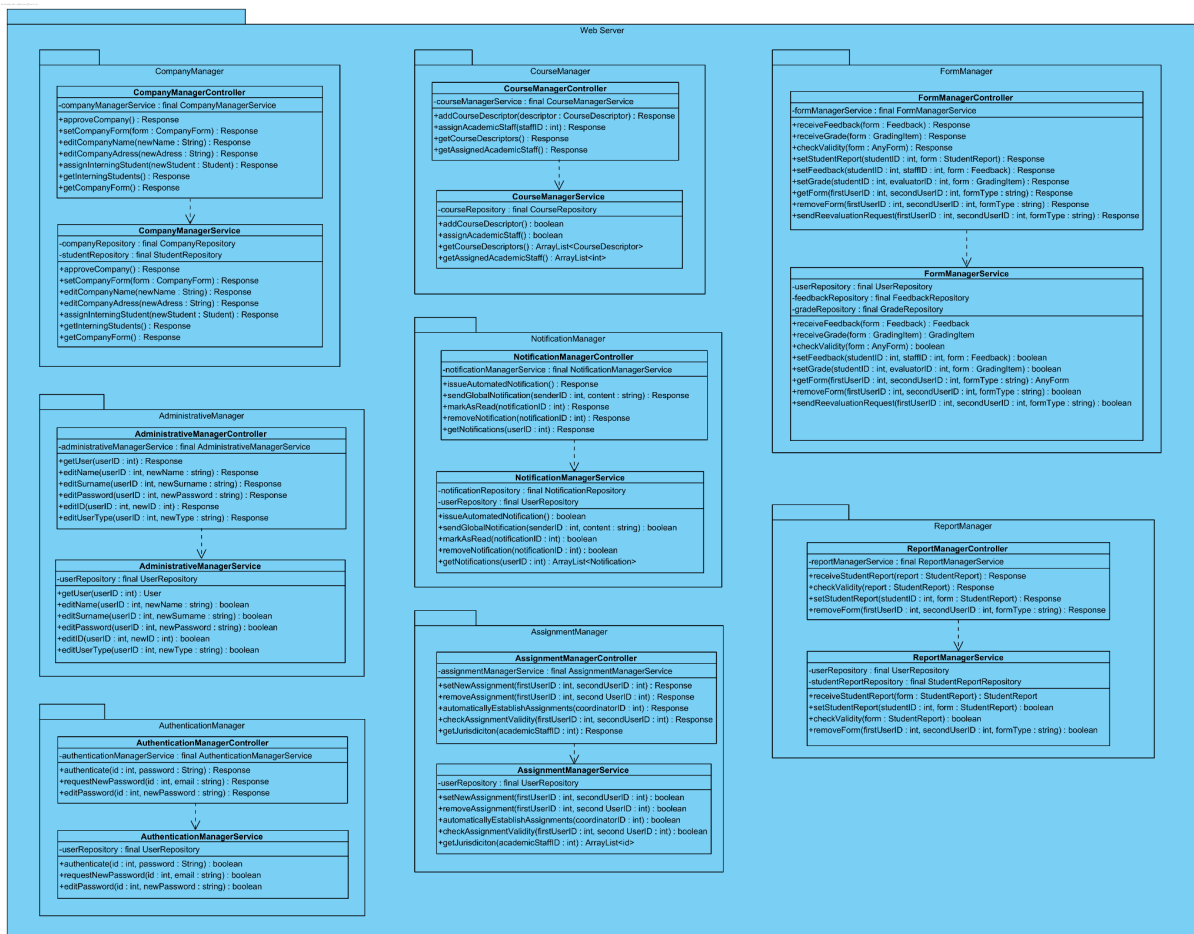 Web Server
CompanyManager
CompanyManagerController
-companyManagerService : final CompanyManagerService
+approveCompany() : Response
+setCompanyForm(form : CompanyForm) : Response
+editCompanyName(newName : String) : Response
+editCompanyAdress(newAdress : String) : Response
+assignInterningStudent(newStudent : Student) : Response
+getInterningStudents() : Response
+getCompanyForm() : Response
CompanyManagerService
-companyRepository : final CompanyRepository
-studentRepository : final StudentRepository
+approveCompany() : Response
+setCompanyForm(form : CompanyForm) : Response
+editCompanyName(newName : String) : Response
+editCompanyAdress(newAdress : String) : Response
+assignInterningStudent(newStudent : Student) : Response
+getInterningStudents() : Response
+getCompanyForm() : Response
AdministrativeManager
AdministrativeManagerController
-administrativeManagerService : final AdministrativeManagerService
+getUser(userID : int) : Response
+editName(userID : int, newName : string) : Response
+editSurname(userID : int, newSurname : string) : Response
+editPassword(userID : int, newPassword : string) : Response
+editID(userID : int, newID : int) : Response
+editUserType(userID : int, newType : string) : Response
AdministrativeManagerService
-userRepository : final UserRepository
+getUser(userID : int) : User
+editName(userID : int, newName : string) : boolean
+editSurname(userID : int, newSurname : string) : boolean
+editPassword(userID : int, newPassword : string) : boolean
+editID(userID : int, newID : int) : boolean
+editUserType(userID : int, newType : string) : boolean
AuthenticationManager
AuthenticationManagerController
-authenticationManagerService : final AuthenticationManagerService
+authenticate(id : int, password : String) : Response
+requestNewPassword(id : int, email : string) : Response
+editPassword(id : int, newPassword : string) : Response
AuthenticationManagerService
-userRepository : final UserRepository
+authenticate(id : int, password : String) : boolean
+requestNewPassword(id : int, email : string) : boolean
+editPassword(id : int, newPassword : string) : boolean
CourseManager
CourseManagerController
-courseManagerService : final CourseManagerService
+addCourseDescriptor(descriptor : CourseDescriptor) : Response
+assignAcademicStaff(staffID : int) : Response
+getCourseDescriptors() : Response
+getAssignedAcademicStaff() : Response
CourseManagerService
-courseRepository : final CourseRepository
+addCourseDescriptor() : boolean
+assignAcademicStaff() : boolean
+getCourseDescriptors() : ArrayList<CourseDescriptor>
+getAssignedAcademicStaff() : ArrayList<int>
NotificationManager
NotificationManagerController
-notificationManagerService : final NotificationManagerService
+issueAutomatedNotification() : Response
+sendGlobalNotification(senderID : int, content : string) : Response
+markAsRead(notificationID : int) : Response
+removeNotification(notificationID : int) : Response
+getNotifications(userID : int) : Response
NotificationManagerService
-notificationRepository : final NotificationRepository
-userRepository : final UserRepository
+issueAutomatedNotification() : boolean
+sendGlobalNotification(senderID : int, content : string) : boolean
+markAsRead(notificationID : int) : boolean
+removeNotification(notificationID : int) : boolean
+getNotifications(userID : int) : ArrayList<Notification>
AssignmentManager
AssignmentManagerController
-assignmentManagerService : final AssignmentManagerService
+setNewAssignment(firstUserID : int, secondUserID : int) : Response
+removeAssignment(firstUserID : int, second UserID : int) : Response
+automaticallyEstablishAssignments(coordinatorID : int) : Response
+checkAssignmentValidity(firstUserID : int, secondUserID : int) : Response
+getJurisdiciton(academicStaffID : int) : Response
AssignmentManagerService
-userRepository : final UserRepository
+setNewAssignment(firstUserID : int, secondUserID : int) : boolean
+removeAssignment(firstUserID : int, second UserID : int) : boolean
+automaticallyEstablishAssignments(coordinatorID : int) : boolean
+checkAssignmentValidity(firstUserID : int, second UserID : int) : boolean
+getJurisdiciton(academicStaffID : int) : ArrayList<id>
FormManager
FormManagerController
-formManagerService : final FormManagerService
+receiveFeedback(form : Feedback) : Response
+receiveGrade(form : GradingItem) : Response
+checkValidity(form : AnyForm) : Response
+setStudentReport(studentID : int, form : StudentReport) : Response
+setFeedback(studentID : int, staffID : int, form : Feedback) : Response
+setGrade(studentID : int, evaluatorID : int, form : GradingItem) : Response
+getForm(firstUserID : int, secondUserID : int, formType : string) : Response
+removeForm(firstUserID : int, secondUserID : int, formType : string) : Response
+sendReevaluationRequest(firstUserID : int, secondUserID : int, formType : string) : Response
FormManagerService
-userRepository : final UserRepository
-feedbackRepository : final FeedbackRepository
-gradeRepository : final GradeRepository
+receiveFeedback(form : Feedback) : Feedback
+receiveGrade(form : GradingItem) : GradingItem
+checkValidity(form : AnyForm) : boolean
+setFeedback(studentID : int, staffID : int, form : Feedback) : boolean
+setGrade(studentID : int, evaluatorID : int, form : GradingItem) : boolean
+getForm(firstUserID : int, secondUserID : int, formType : string) : AnyForm
+removeForm(firstUserID : int, secondUserID : int, formType : string) : boolean
+sendReevaluationRequest(firstUserID : int, secondUserID : int, formType : string) : boolean
ReportManager
ReportManagerController
-reportManagerService : final ReportManagerService
+receiveStudentReport(report : StudentReport) : Response
+checkValidity(report : StudentReport) : Response
+setStudentReport(studentID : int, form : StudentReport) : Response
+removeForm(firstUserID : int, secondUserID : int, formType : string) : Response
ReportManagerService
-userRepository : final UserRepository
-studentReportRepository : final StudentReportRepository
+receiveStudentReport(form : StudentReport) : StudentReport
+setStudentReport(studentID : int, form : StudentReport) : boolean
+checkValidity(form : StudentReport) : boolean
+removeForm(firstUserID : int, secondUserID : int, formType : string) : boolean